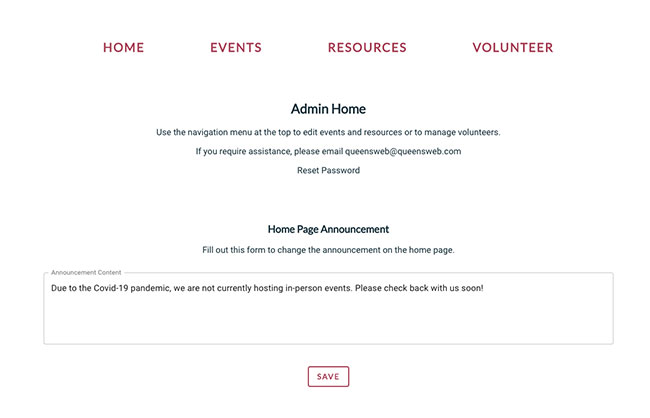 HOME EVENTS RESOURCES VOLUNTEER
Admin Home
Use the navigation menu at the top to edit events and resources or to manage volunteers.
If you require assistance, please email queensweb@queensweb.com
Reset Password
Home Page Announcement
Fill out this form to change the announcement on the home page.
Announcement Content
Due to the Covid-19 pandemic, we are not currently hosting in-person events. Please check back with us soon!
SAVE